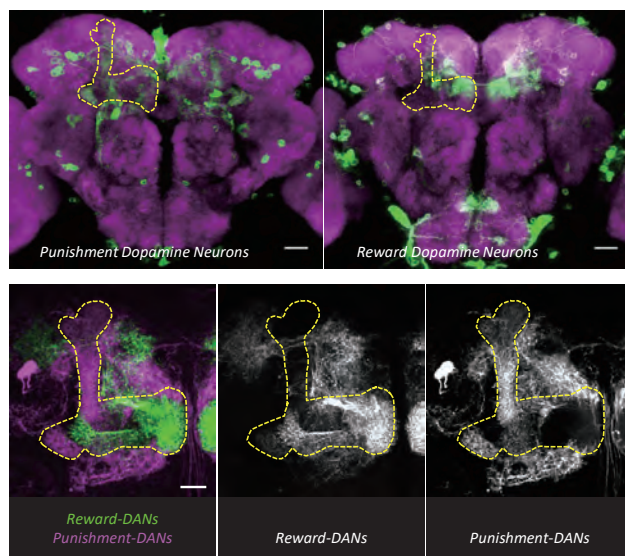 Punishment Dopamine Neurons
Reward Dopamine Neurons
Reward-DANs
Punishment-DANs
Reward-DANs
Punishment-DANs